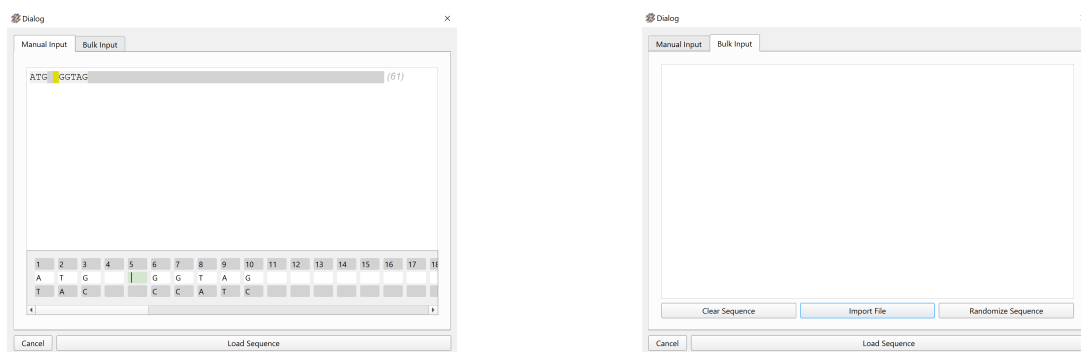 Dialog
Manual Input Bulk Input
ATG GGTAG (61)
1 2 3 4 5 6 7 8 9 10 11 12 13 14 15 16 17 18
A T G G G T A G
T A C C C A T C
Cancel Load Sequence
Dialog
Manual Input Bulk Input
Clear Sequence Import File Randomize Sequence
Cancel Load Sequence